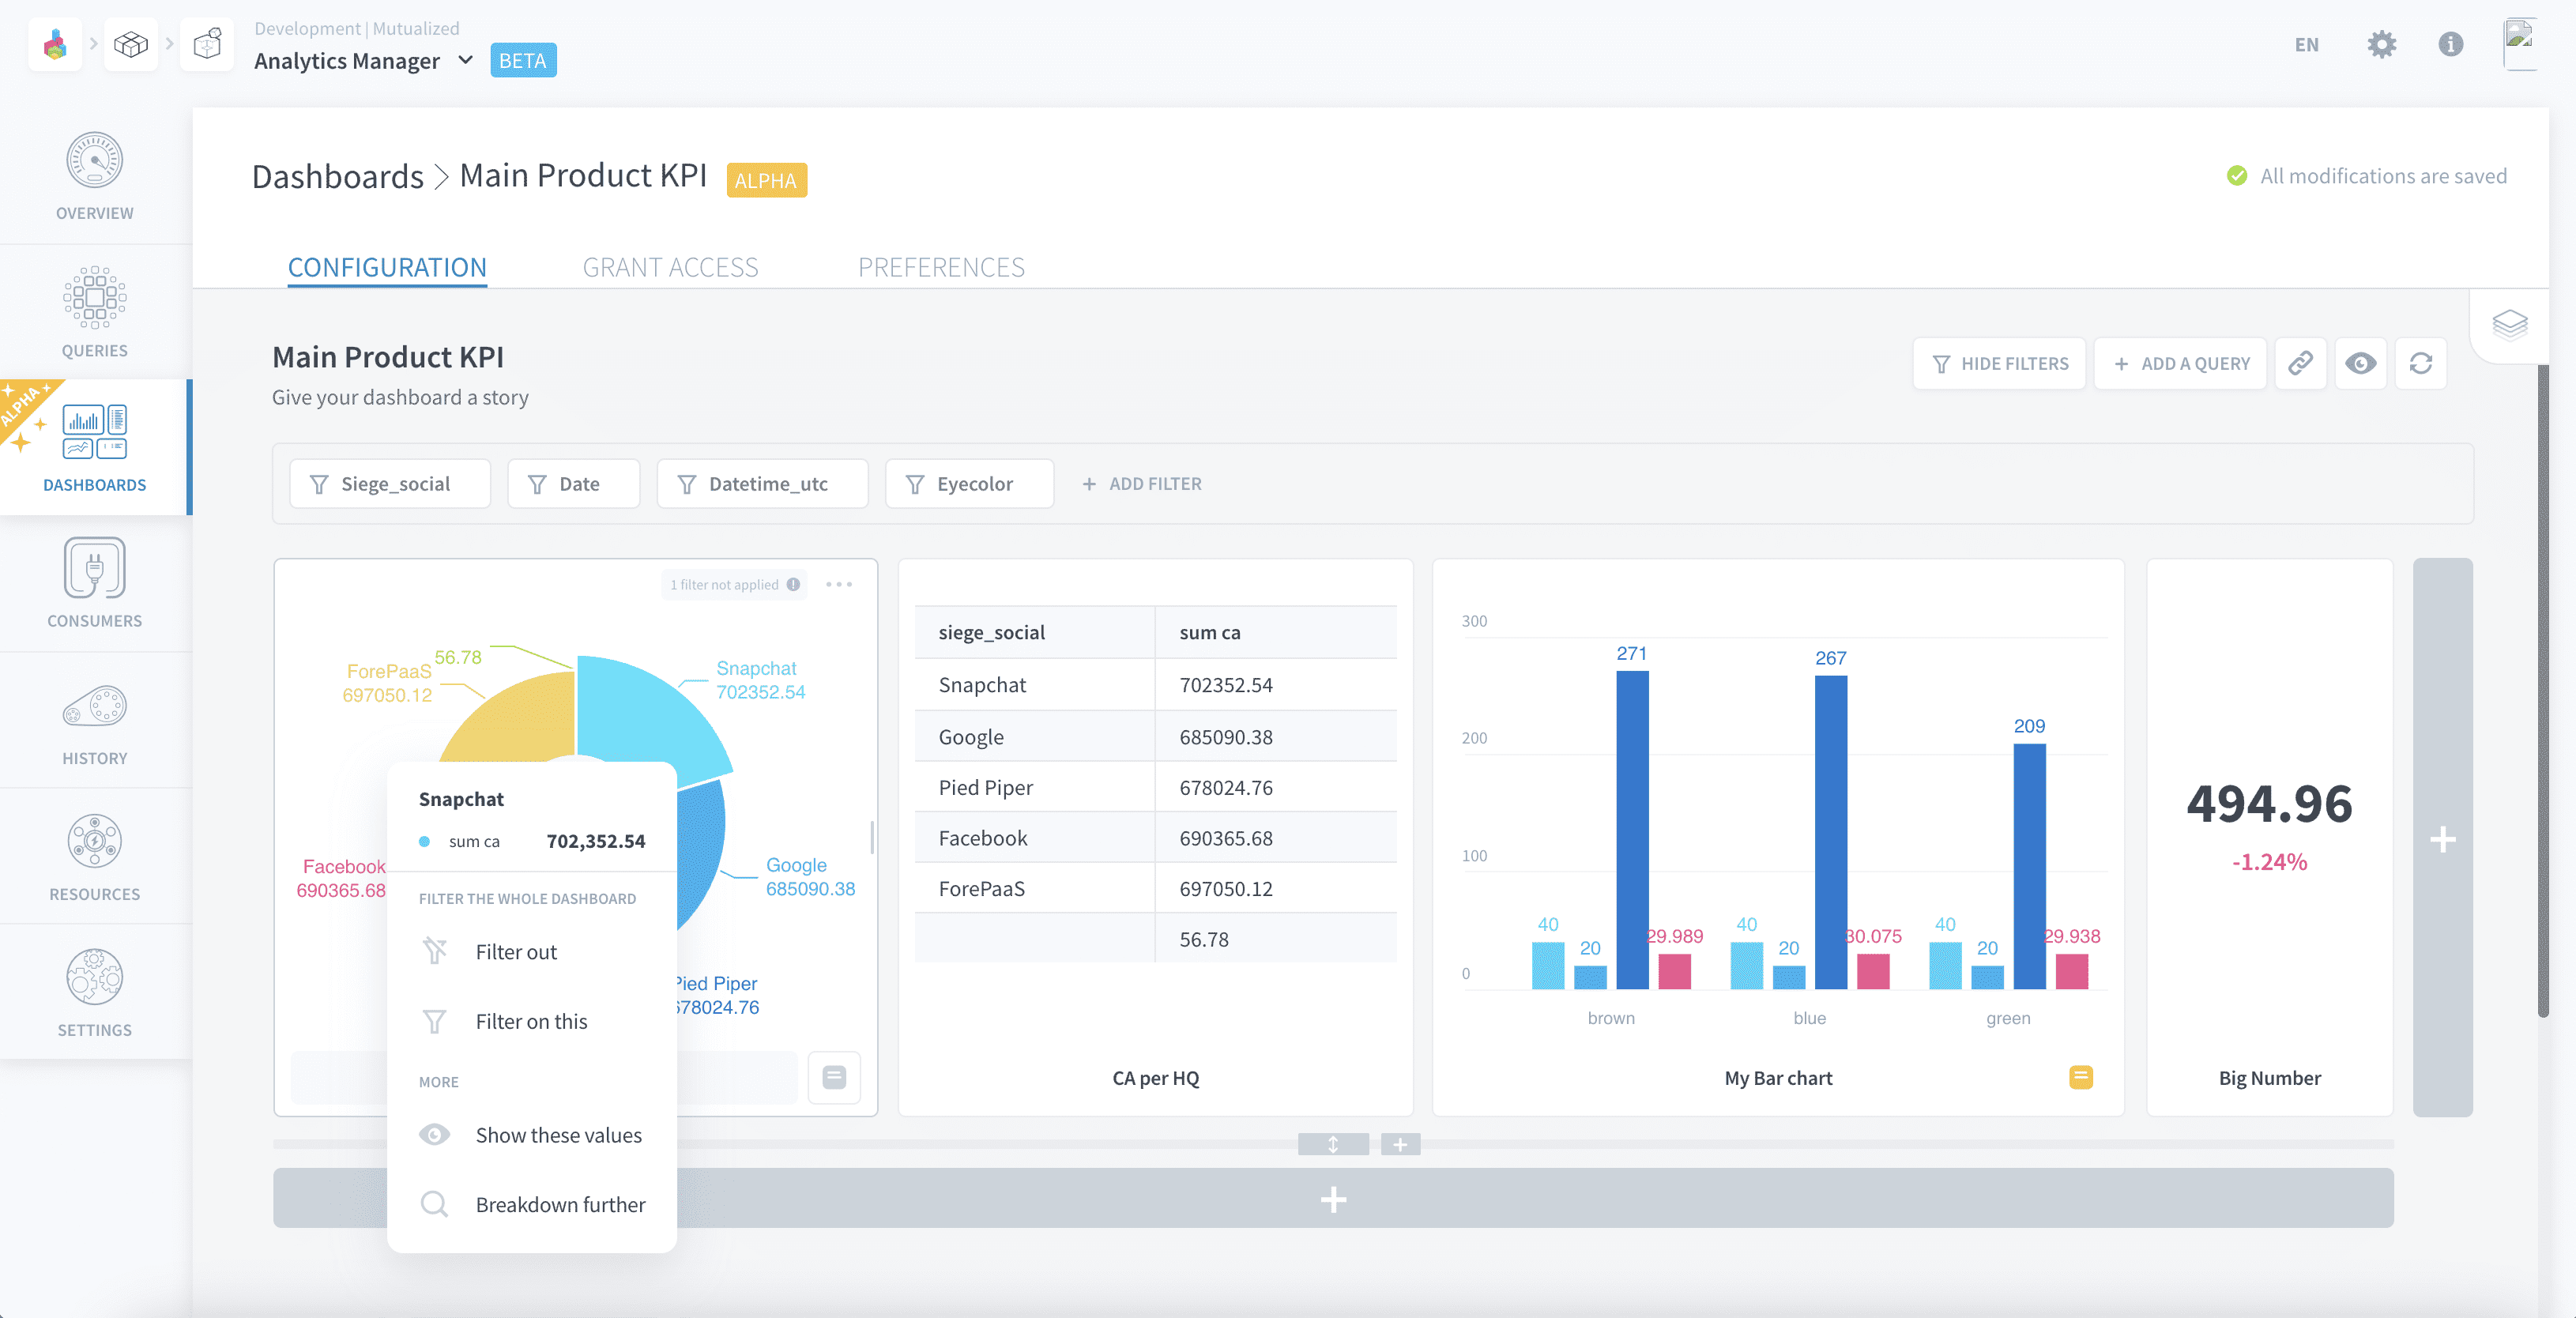 Development | Mutualized
Analytics Manager
BETA
EN
OVERVIEW
QUERIES
ALPHA
DASHBOARDS
CONSUMERS
HISTORY
RESOURCES
SETTINGS
Dashboards > Main Product KPI
ALPHA
All modifications are saved
CONFIGURATION
GRANT ACCESS
PREFERENCES
Main Product KPI
Give your dashboard a story
HIDE FILTERS
+ ADD A QUERY
Siege_social
Date
Datetime_utc
Eyecolor
+ ADD FILTER
1 filter not applied
56.78
ForePaaS
697050.12
Snapchat
702352.54
Facebook
690365.68
Google
685090.38
Pied Piper
678024.76
Snapchat
sum ca 702,352.54
FILTER THE WHOLE DASHBOARD
Filter out
Filter on this
MORE
Show these values
Breakdown further
siege_social sum ca
Snapchat 702352.54
Google 685090.38
Pied Piper 678024.76
Facebook 690365.68
ForePaaS 697050.12
56.78
CA per HQ
300
200
100
0
40
20
271
29.989
40
20
267
30.075
40
20
209
29.938
brown
blue
green
My Bar chart
494.96
-1.24%
Big Number